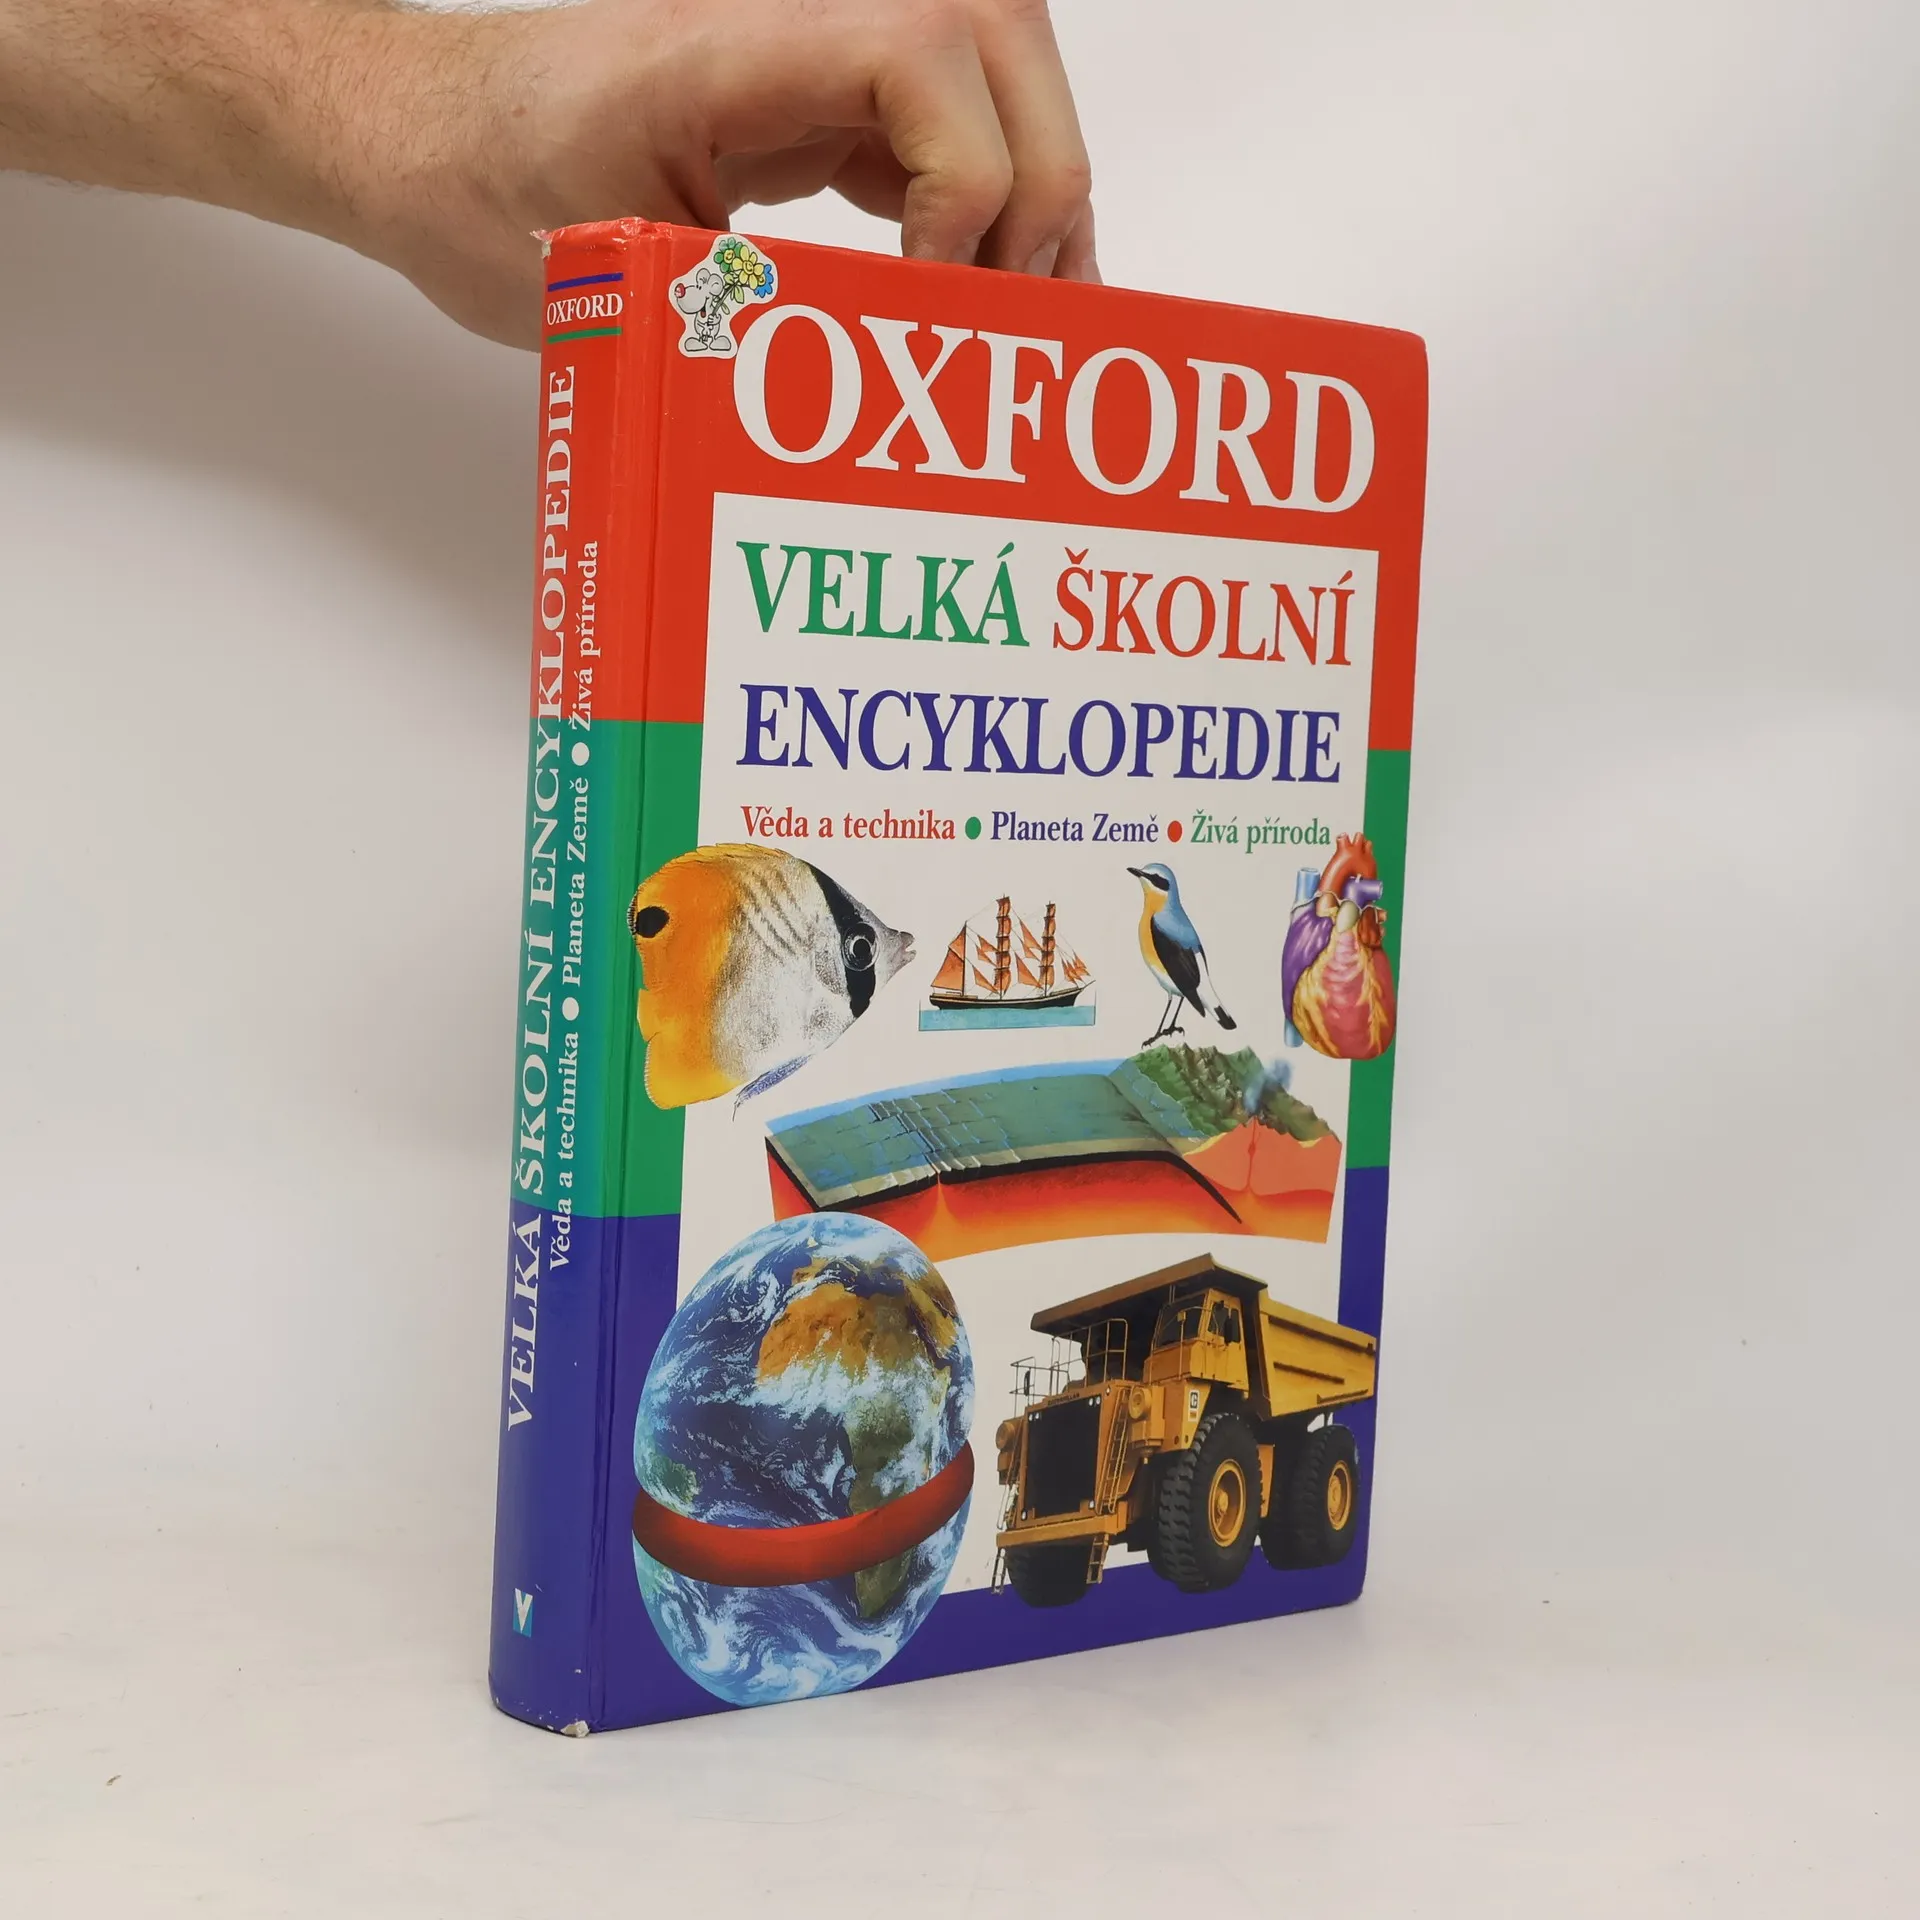 OXFORD
VELKÁ ŠKOLNÍ ENCYKLOPEDIE
Věda a technika ● Planeta Země ● Živá příroda
V
OXFORD
VELKÁ ŠKOLNÍ
ENCYKLOPEDIE
Věda a technika ● Planeta Země ● Živá příroda